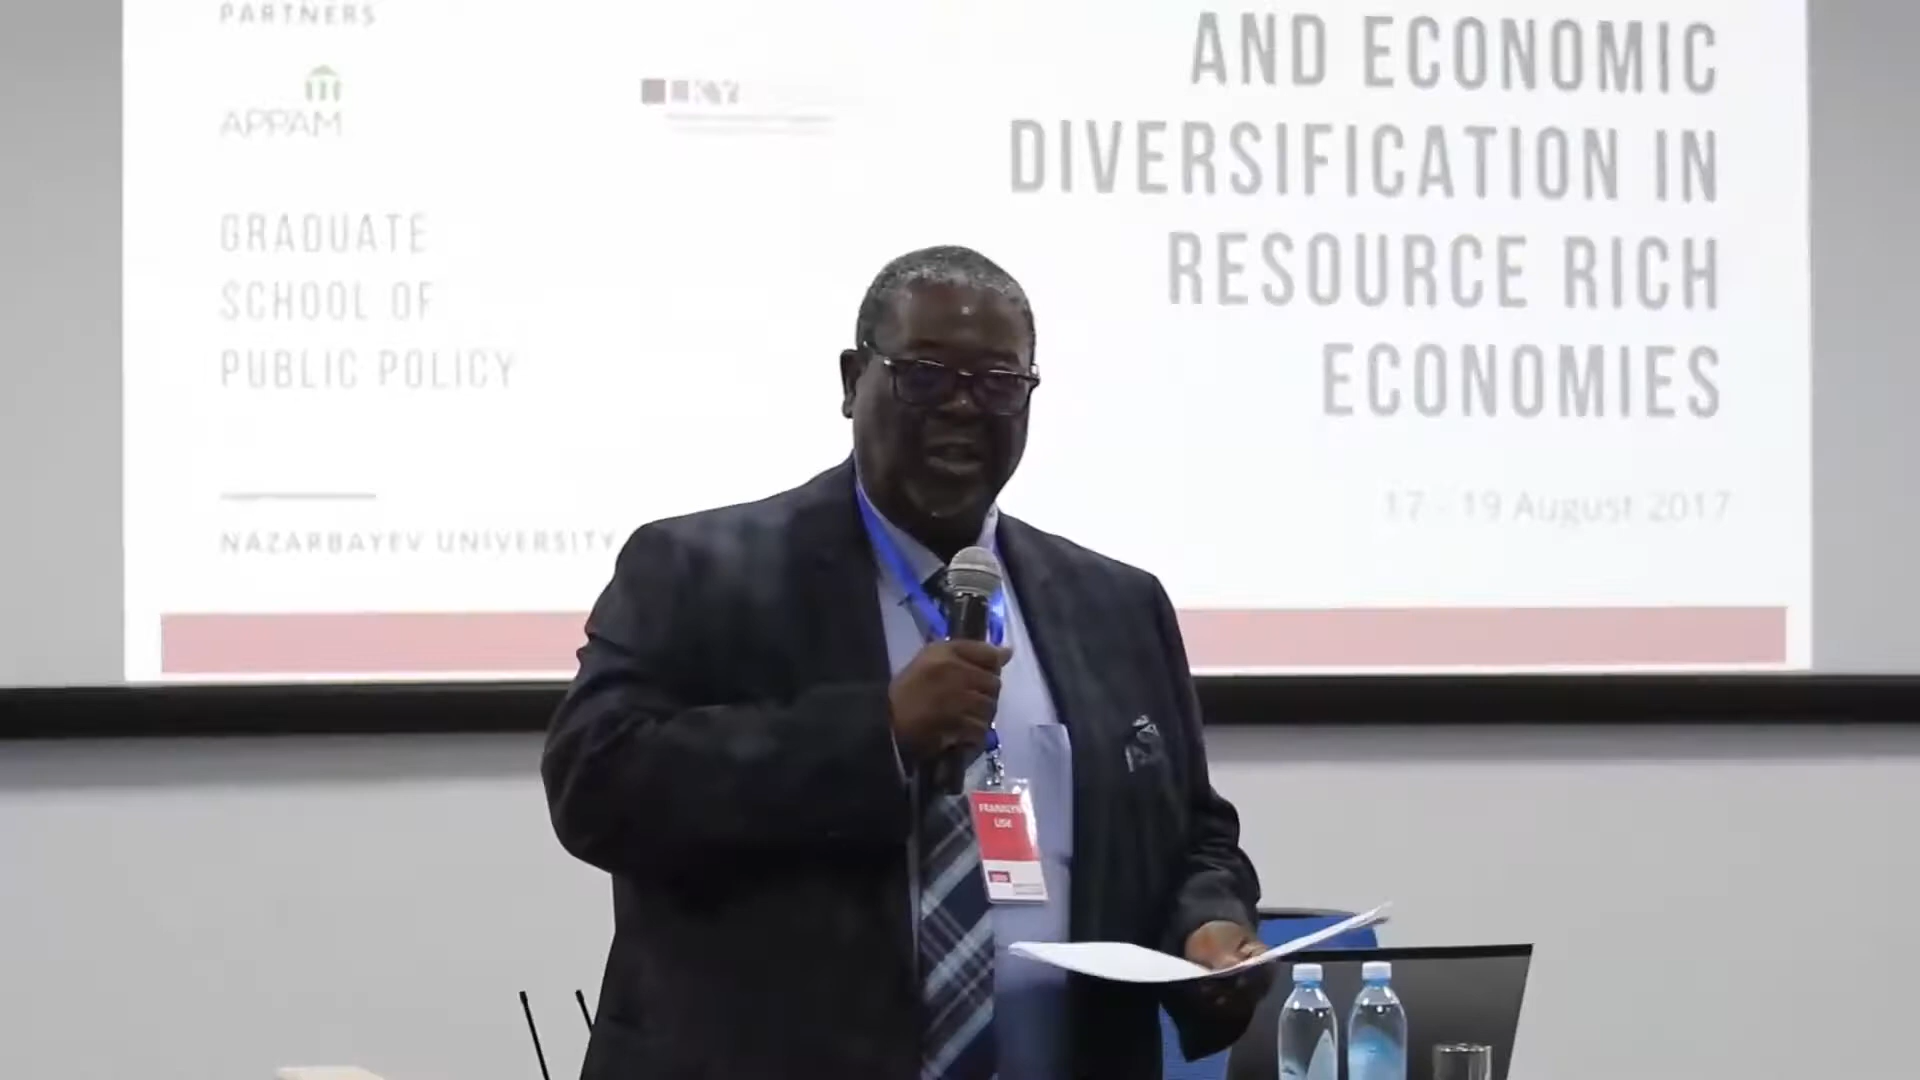 PARTNERS
APPAM
GRADUATE
SCHOOL OF
PUBLIC POLICY
NAZARBAYEV UNIVERSITY
AND ECONOMIC
DIVERSIFICATION IN
RESOURCE RICH
ECONOMIES
17 - 19 August 2017